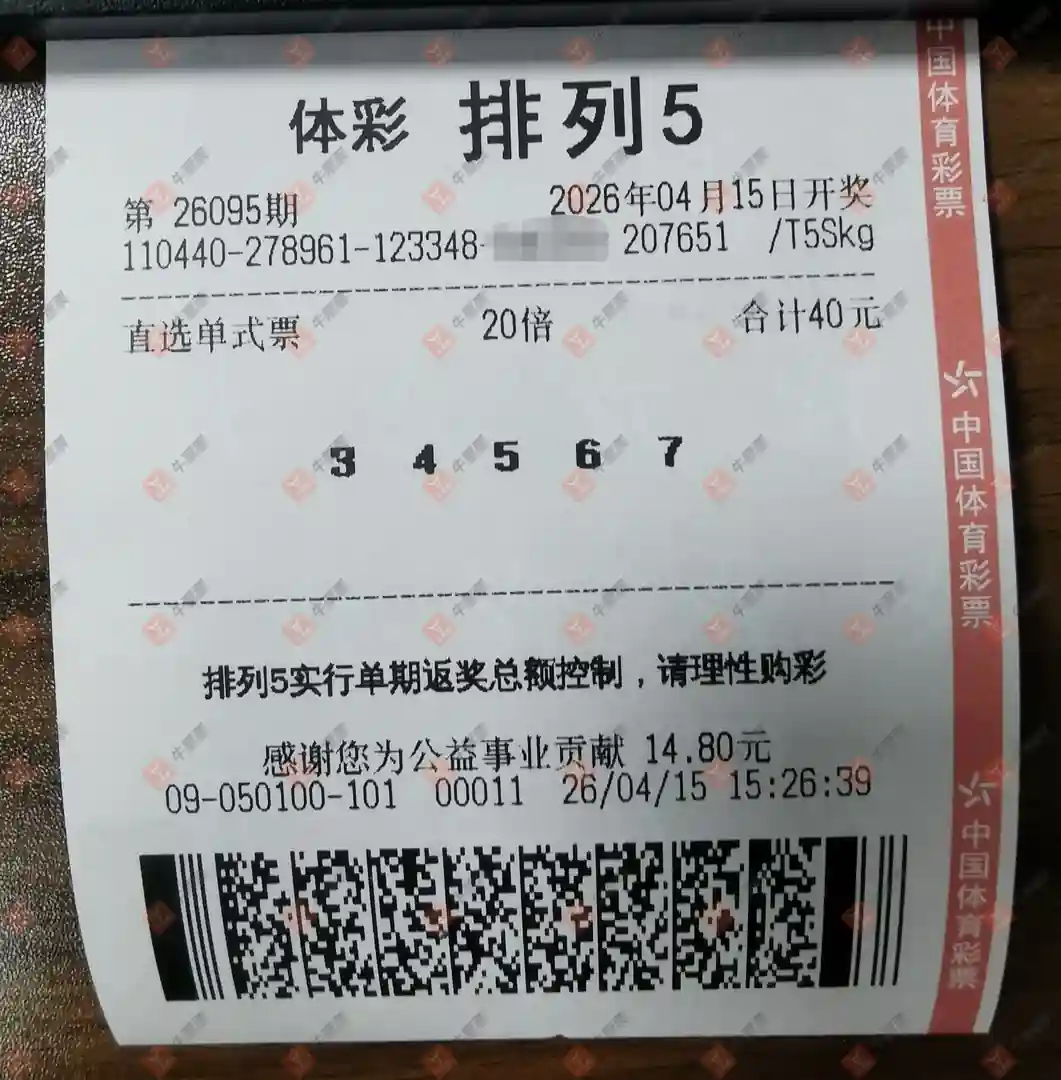 体彩 排列5
第 26095期 2026年04月15日开奖
110440-278961-123348- 207651 /T5Skg
直选单式票 20倍 合计40元
3 4 5 6 7
排列5实行单期返奖总额控制，请理性购彩
感谢您为公益事业贡献 14.80元
09-050100-101 00011 26/04/15 15:26:39
中国体育彩票
中国体育彩票
中国体育彩票